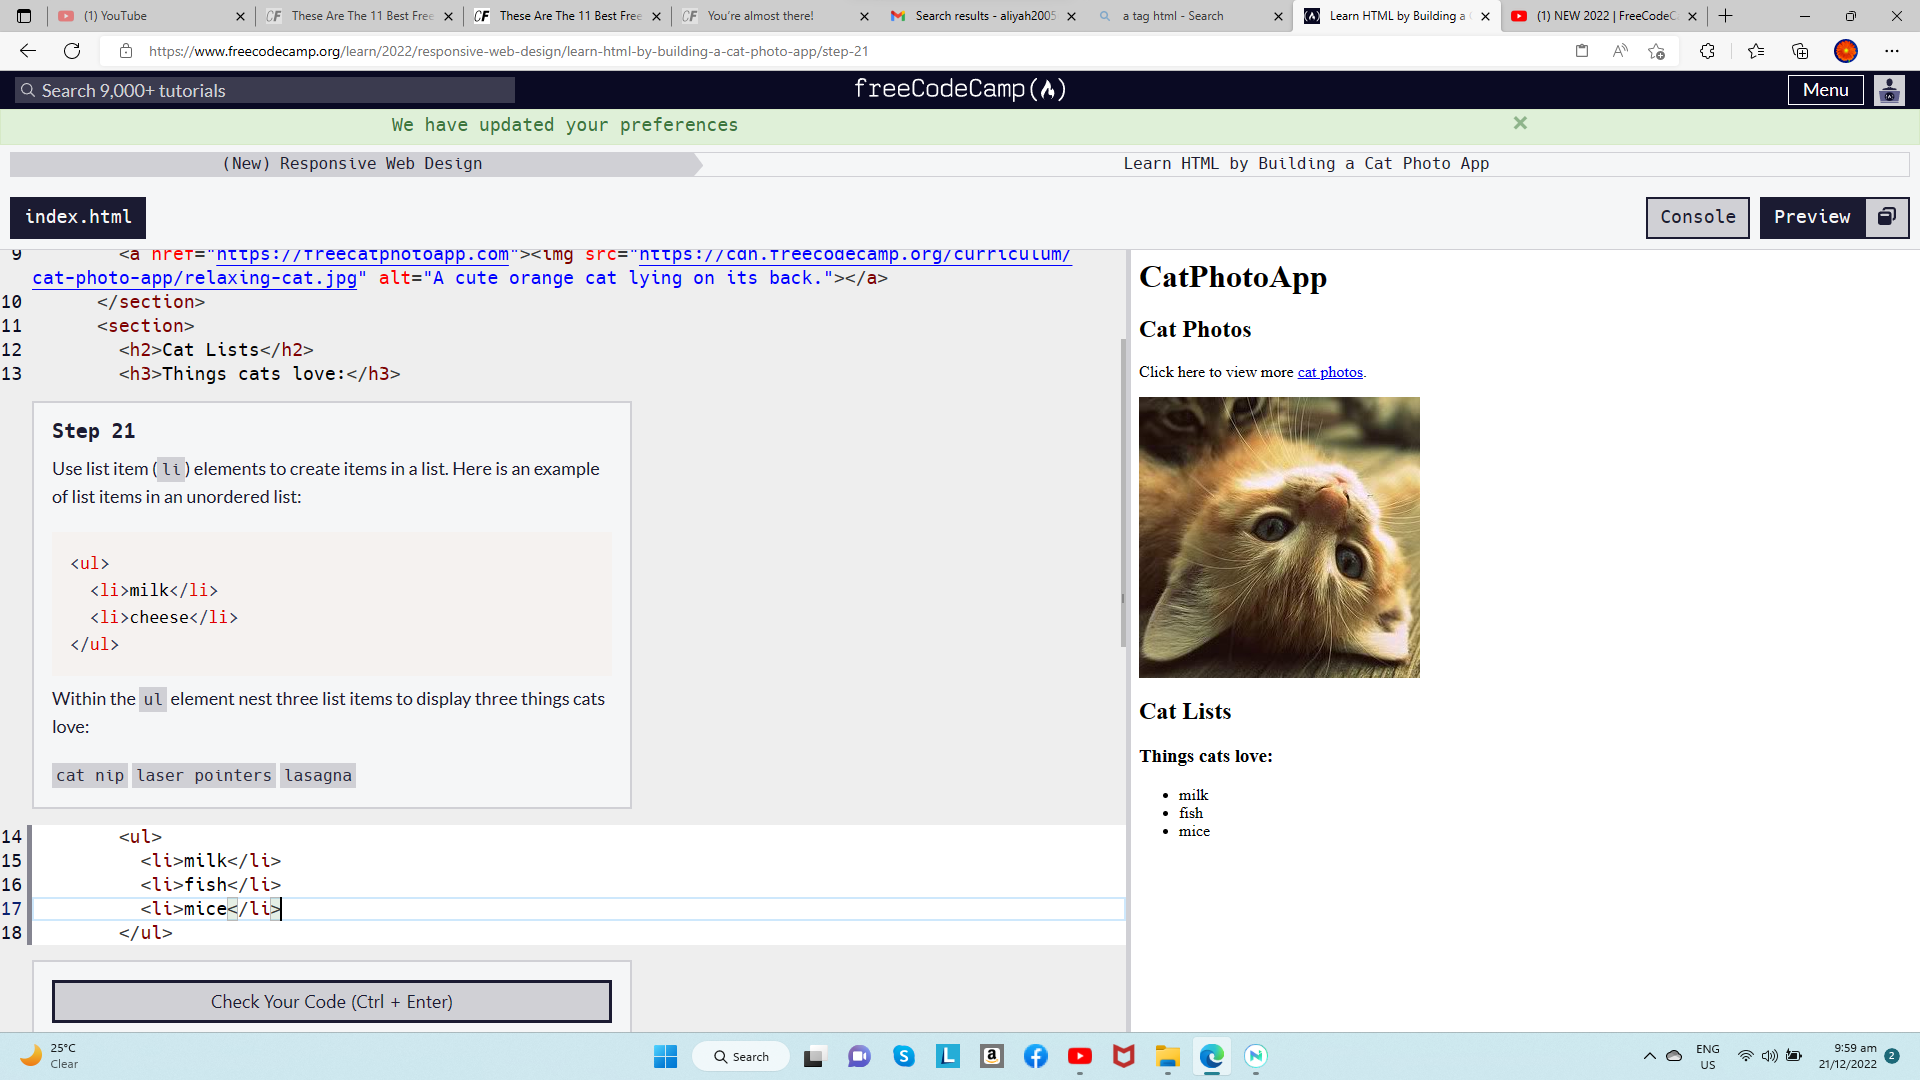 (1) YouTube
These Are The 11 Best Free
These Are The 11 Best Free
You're almost there!
Search results - aliyah2005
a tag html - Search
Learn HTML by Building a
(1) NEW 2022 | FreeCodeC
https://www.freecodecamp.org/learn/2022/responsive-web-design/learn-html-by-building-a-cat-photo-app/step-21
Search 9,000+ tutorials
freeCodeCamp
Menu
We have updated your preferences
(New) Responsive Web Design
Learn HTML by Building a Cat Photo App
index.html
Console
Preview
9 <a href="https://freecatphotoapp.com"><img src="https://cdn.freecodecamp.org/curriculum/
cat-photo-app/relaxing-cat.jpg" alt="A cute orange cat lying on its back."></a>
10 </section>
11 <section>
12 <h2>Cat Lists</h2>
13 <h3>Things cats love:</h3>
Step 21
Use list item ( li ) elements to create items in a list. Here is an example
of list items in an unordered list:
<ul>
<li>milk</li>
<li>cheese</li>
</ul>
Within the ul element nest three list items to display three things cats
love:
cat nip laser pointers lasagna
14 <ul>
15 <li>milk</li>
16 <li>fish</li>
17 <li>mice</li>
18 </ul>
Check Your Code (Ctrl + Enter)
CatPhotoApp
Cat Photos
Click here to view more cat photos.
Cat Lists
Things cats love:
milk
fish
mice
25°C
Clear
Search
ENG
US
9:59 am
21/12/2022
2